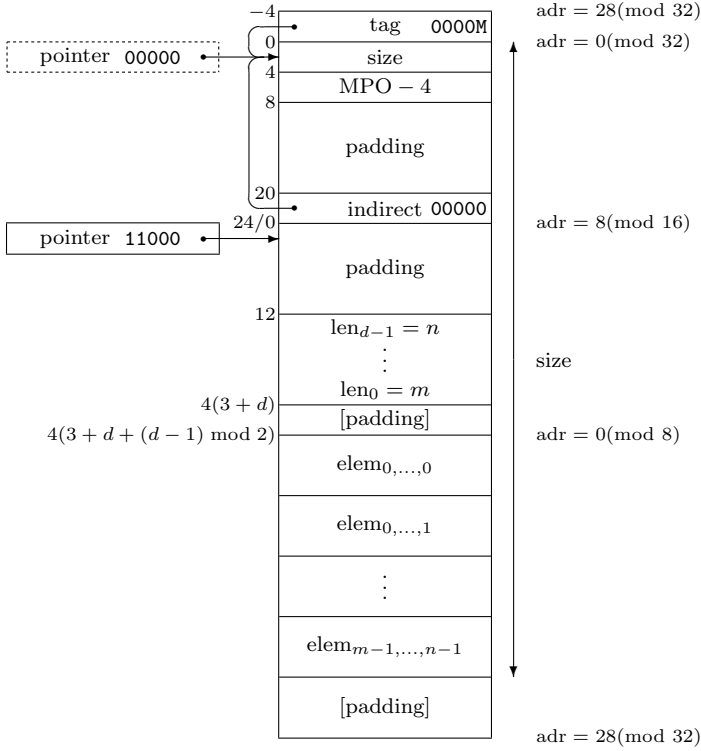 −4 tag 0000M adr = 28(mod 32)
0 adr = 0(mod 32)
pointer 00000 size
4 MPO − 4
8
padding
20 indirect 00000
24/0 adr = 8(mod 16)
pointer 11000
padding
12
len_{d−1} = n
⋮
size
len_0 = m
4(3 + d)
[padding]
4(3 + d + (d − 1) mod 2) adr = 0(mod 8)
elem_{0,...,0}
elem_{0,...,1}
⋮
elem_{m−1,...,n−1}
[padding]
adr = 28(mod 32)